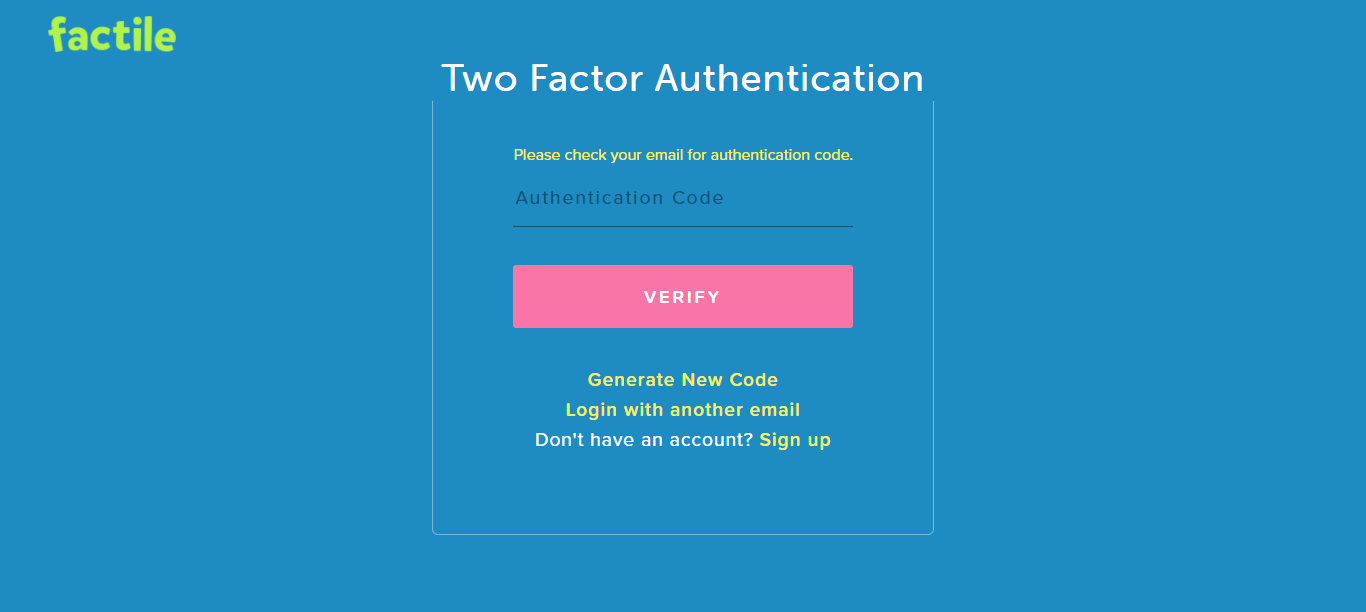 factile
Two Factor Authentication
Please check your email for authentication code.
Authentication Code
VERIFY
Generate New Code
Login with another email
Don't have an account? Sign up